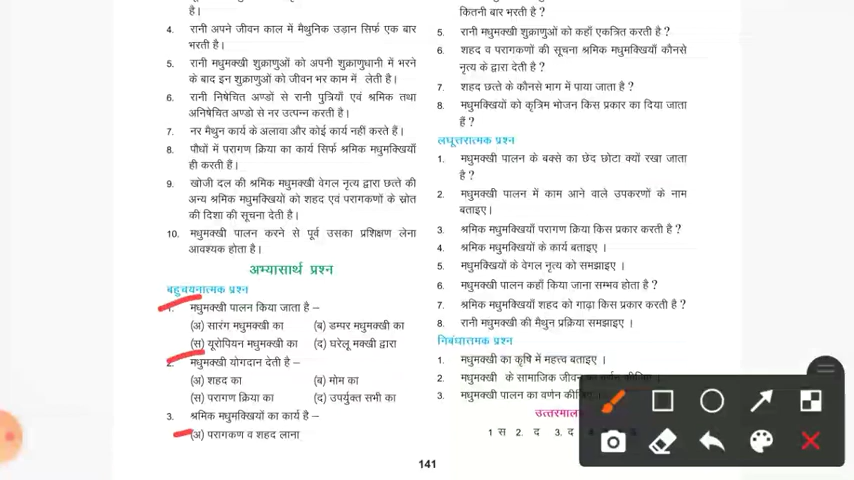 है।
4. रानी अपने जीवन काल में मैथुनिक उड़ान सिर्फ एक बार
भरती है।
5. रानी मधुमक्खी शुक्राणुओं को अपनी शुक्राणुधानी में भरने
के बाद इन शुक्राणुओं को जीवन भर काम में लेती है।
6. रानी निषेचित अण्डों से रानी पुत्रियाँ एवं श्रमिक तथा
अनिषेचित अण्डो से नर उत्पन्न करती है।
7. नर मैथुन कार्य के अलावा और कोई कार्य नहीं करते हैं।
8. पौधों में परागण क्रिया का कार्य सिर्फ श्रमिक मधुमक्खियाँ
ही करती हैं।
9. खोजी दल की श्रमिक मधुमक्खी वेगल नृत्य द्वारा छत्ते की
अन्य श्रमिक मधुमक्खियों को शहद एवं परागकणों के स्रोत
की दिशा की सूचना देती है।
10. मधुमक्खी पालन करने से पूर्व उसका प्रशिक्षण लेना
आवश्यक होता है।
अभ्यासार्थ प्रश्न
बहुचयनात्मक प्रश्न
1. मधुमक्खी पालन किया जाता है –
(अ) सारंग मधुमक्खी का (ब) डम्पर मधुमक्खी का
(स) यूरोपियन मधुमक्खी का (द) घरेलू मक्खी द्वारा
2. मधुमक्खी योगदान देती है –
(अ) शहद का (ब) मोम का
(स) परागण क्रिया का (द) उपर्युक्त सभी का
3. श्रमिक मधुमक्खियों का कार्य है –
(अ) परागकण व शहद लाना
कितनी बार भरती है ?
5. रानी मधुमक्खी शुक्राणुओं को कहाँ एकत्रित करती है ?
6. शहद व परागकणों की सूचना श्रमिक मधुमक्खियाँ कौनसे
नृत्य के द्वारा देती है ?
7. शहद छत्ते के कौनसे भाग में पाया जाता है ?
8. मधुमक्खियों को कृत्रिम भोजन किस प्रकार का दिया जाता
है ?
लघूत्तरात्मक प्रश्न
1. मधुमक्खी पालन के बक्से का छेद छोटा क्यों रखा जाता
है ?
2. मधुमक्खी पालन में काम आने वाले उपकरणों के नाम
बताइए।
3. श्रमिक मधुमक्खियाँ परागण क्रिया किस प्रकार करती है ?
4. श्रमिक मधुमक्खियों के कार्य बताइए ।
5. मधुमक्खियों के वेगल नृत्य को समझाइए ।
6. मधुमक्खी पालन कहाँ किया जाना सम्भव होता है ?
7. श्रमिक मधुमक्खियाँ शहद को गाढ़ा किस प्रकार करती है ?
8. रानी मधुमक्खी की मैथुन प्रक्रिया समझाइए ।
निबंधात्तमक प्रश्न
1. मधुमक्खी का कृषि में महत्व बताइए ।
2. मधुमक्खी के सामाजिक जीवन का वर्णन कीजिए ।
3. मधुमक्खी पालन का वर्णन कीजिए ।
उत्तरमाला
1 स 2. द 3. द
141